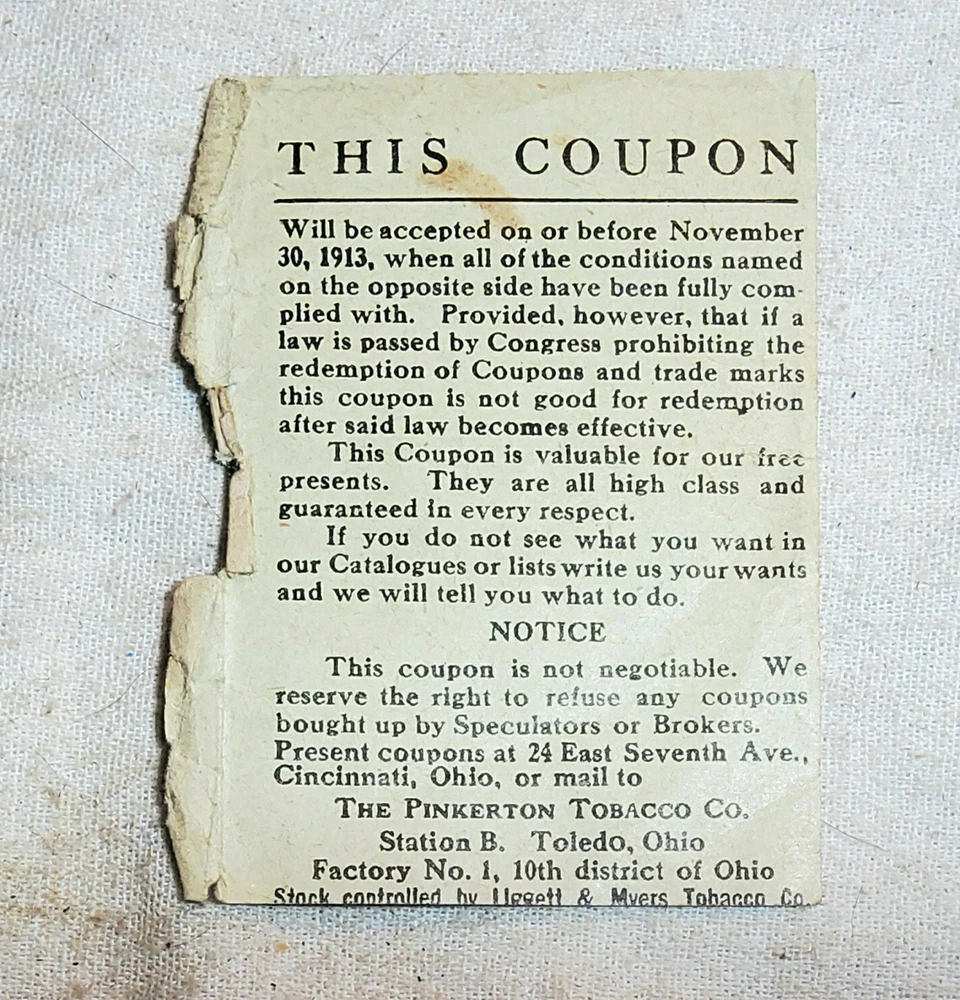 THIS COUPON
Will be accepted on or before November
30, 1913, when all of the conditions named
on the opposite side have been fully com-
plied with. Provided, however, that if a
law is passed by Congress prohibiting the
redemption of Coupons and trade marks
this coupon is not good for redemption
after said law becomes effective.
This Coupon is valuable for our free
presents. They are all high class and
guaranteed in every respect.
If you do not see what you want in
our Catalogues or lists write us your wants
and we will tell you what to do.
NOTICE
This coupon is not negotiable. We
reserve the right to refuse any coupons
bought up by Speculators or Brokers.
Present coupons at 24 East Seventh Ave.,
Cincinnati, Ohio, or mail to
THE PINKERTON TOBACCO CO.
Station B. Toledo, Ohio
Factory No. 1, 10th district of Ohio
Stock controlled by Liggett & Myers Tobacco Co.